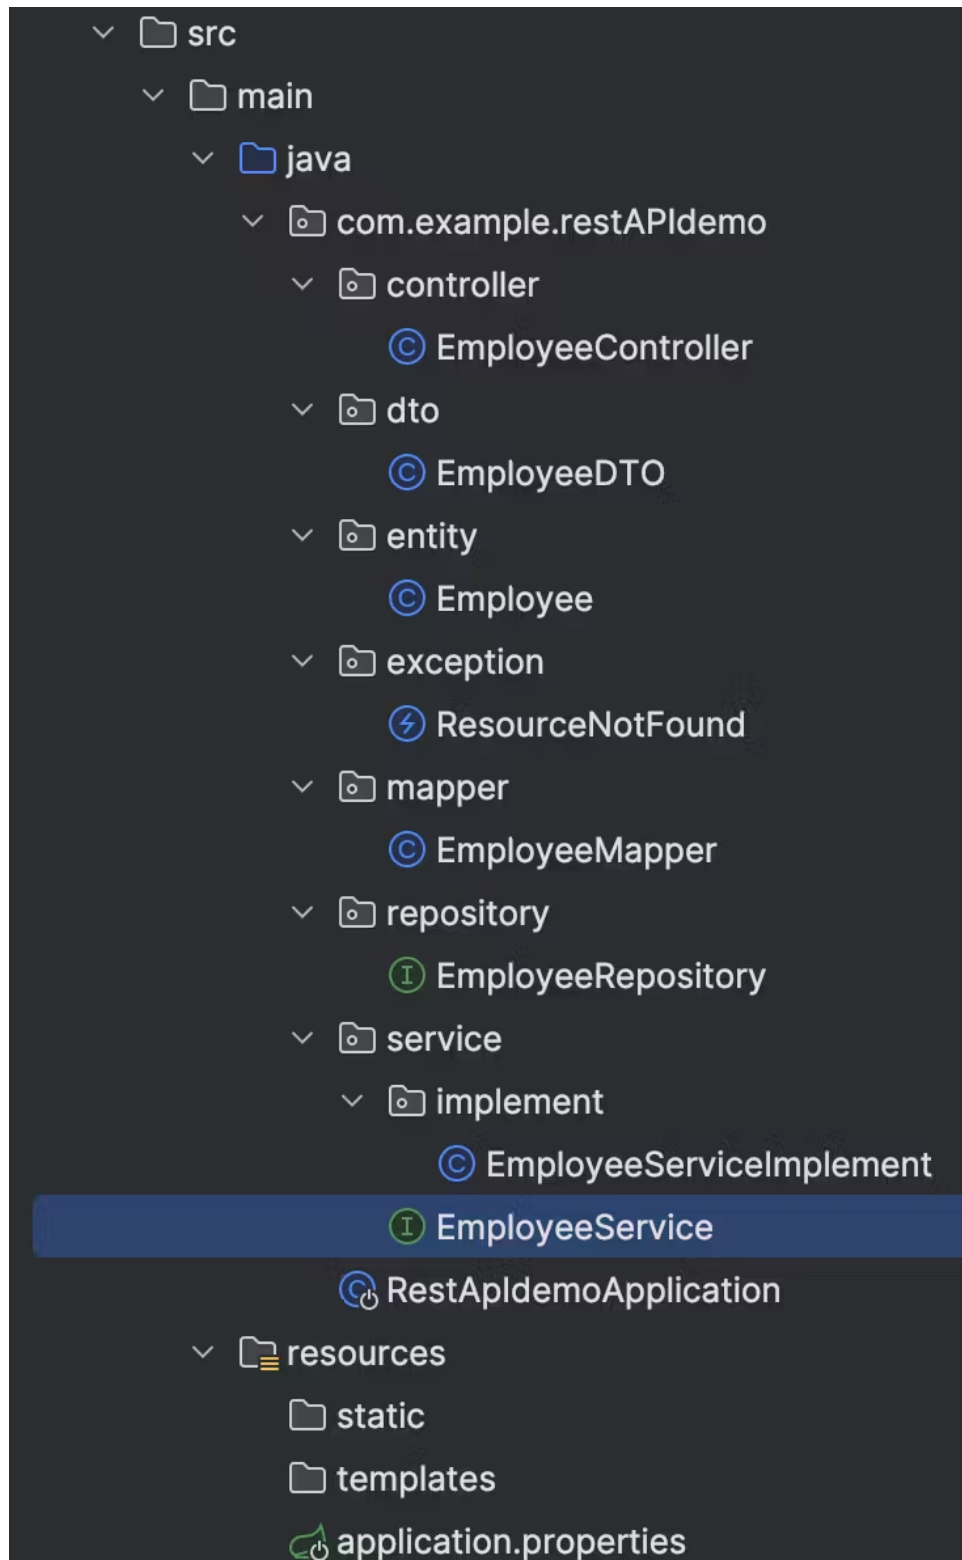 src
main
java
com.example.restAPIdemo
controller
EmployeeController
dto
EmployeeDTO
entity
Employee
exception
ResourceNotFound
mapper
EmployeeMapper
repository
EmployeeRepository
service
implement
EmployeeServiceImplement
EmployeeService
RestApIdemoApplication
resources
static
templates
application.properties